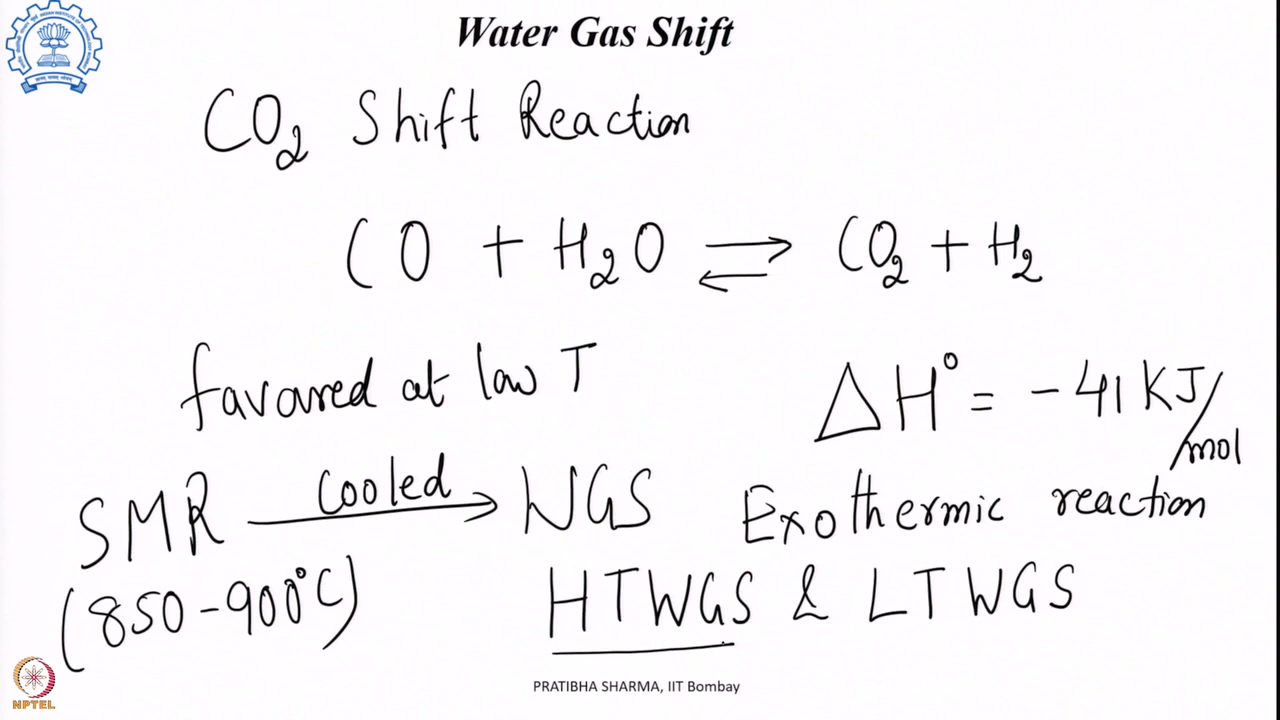 Water Gas Shift
CO2 Shift Reaction
CO + H2O ⇌ CO2 + H2
favored at low T
ΔH° = -41 KJ/mol
SMR cooled → WGS
Exothermic reaction
(850-900°C)
HTWGS & LTWGS
NPTEL
PRATIBHA SHARMA, IIT Bombay